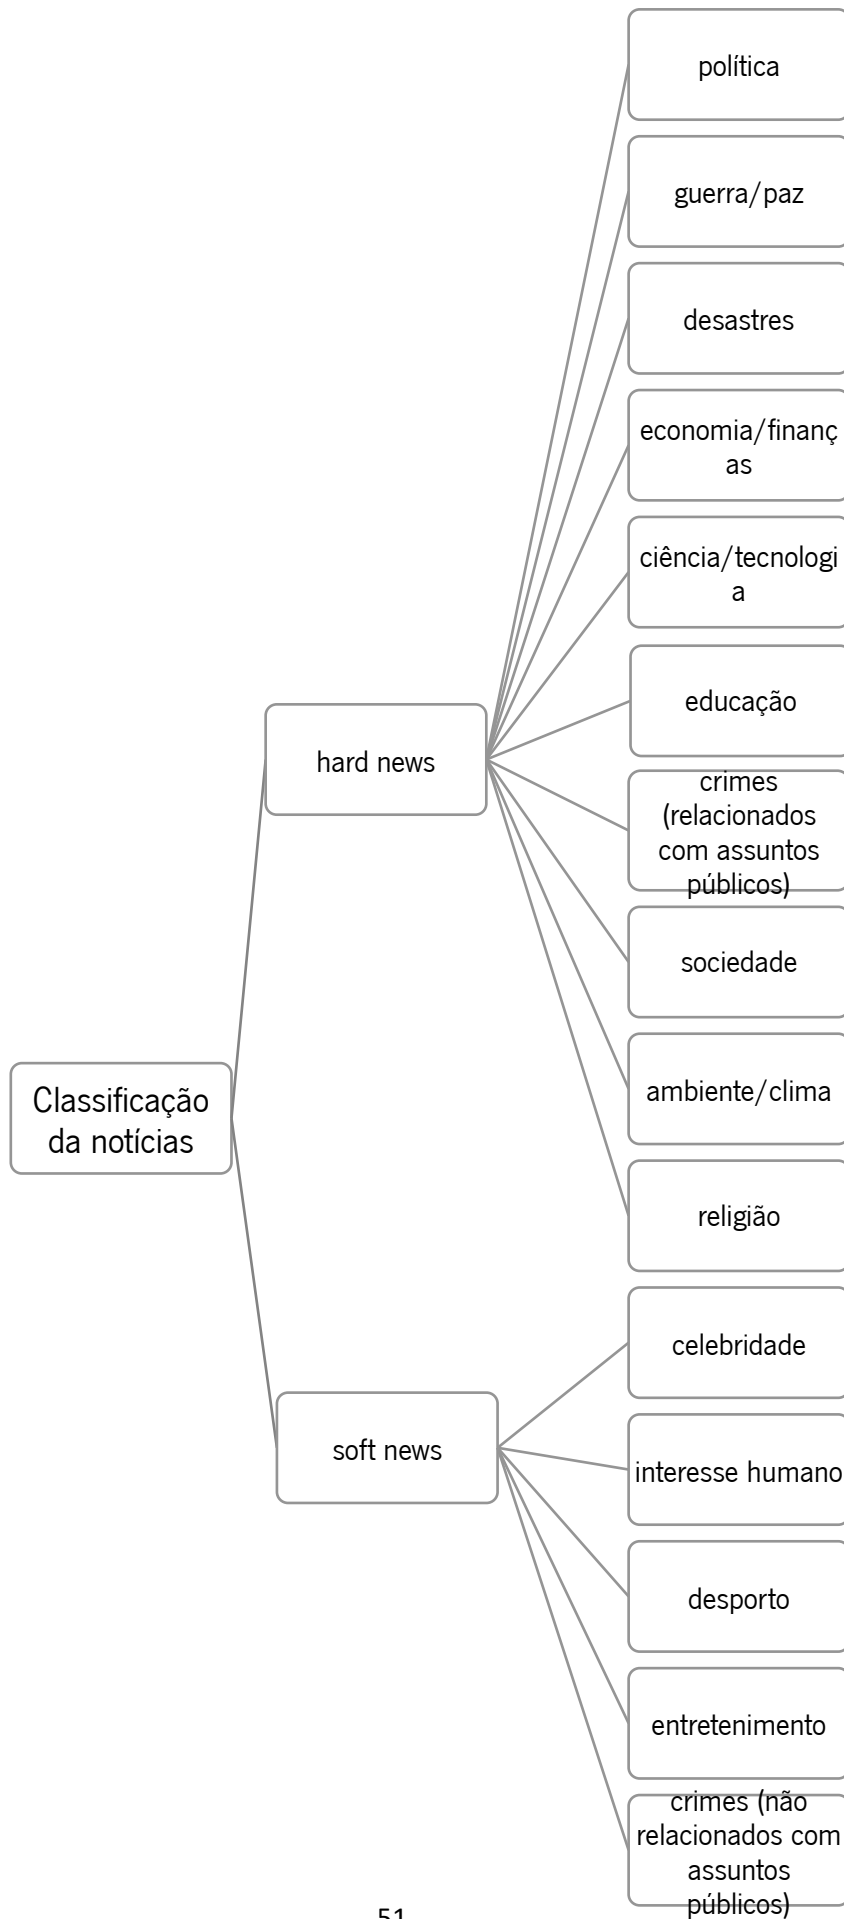 política
guerra/paz
desastres
economia/finanç
as
ciência/tecnologi
a
educação
hard news
crimes
(relacionados
com assuntos
públicos)
sociedade
Classificação
da notícias
ambiente/clima
religião
celebridade
soft news
interesse humano
desporto
entretenimento
crimes (não
relacionados com
assuntos
públicos)
51